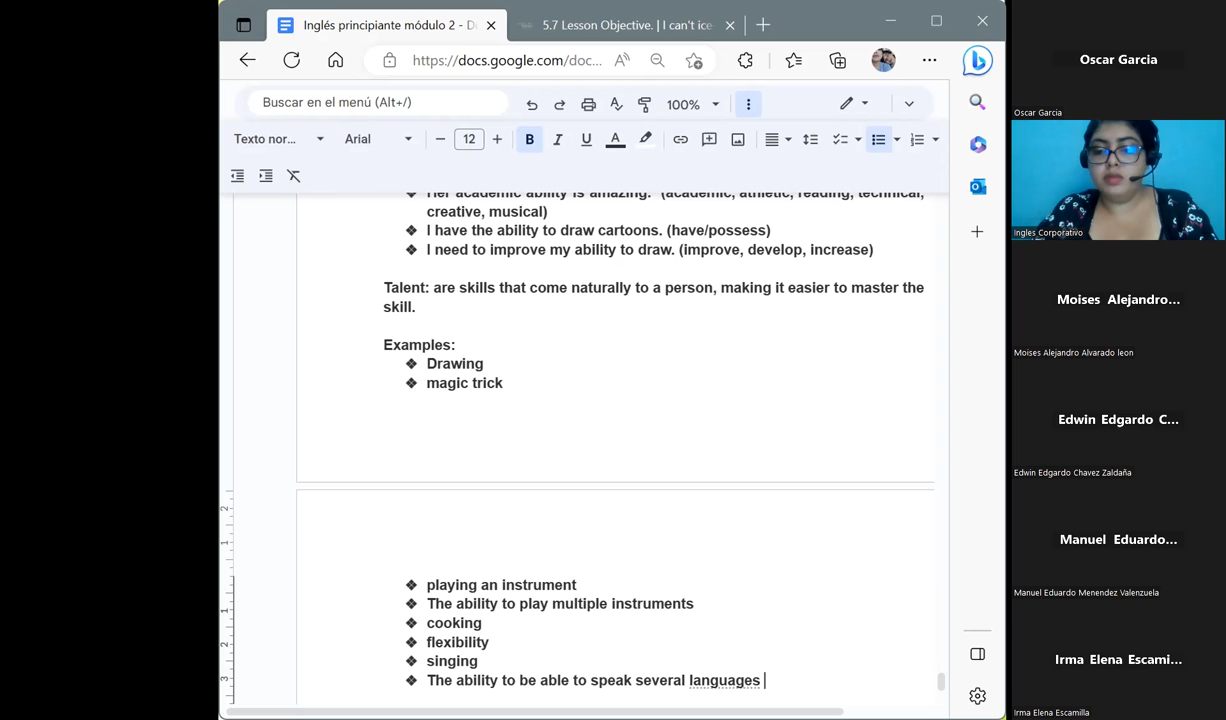 Inglés principiante módulo 2 - D
5.7 Lesson Objective. | I can't ice-
https://docs.google.com/doc...
Buscar en el menú (Alt+/)
100%
Texto nor...
Arial
12
Her academic ability is amazing. (academic, athletic, reading, technical,
creative, musical)
❖ I have the ability to draw cartoons. (have/possess)
❖ I need to improve my ability to draw. (improve, develop, increase)
Talent: are skills that come naturally to a person, making it easier to master the
skill.
Examples:
❖ Drawing
❖ magic trick
❖ playing an instrument
❖ The ability to play multiple instruments
❖ cooking
❖ flexibility
❖ singing
❖ The ability to be able to speak several languages
Oscar Garcia
Oscar Garcia
Ingles Corporativo
Moises Alejandro...
Moises Alejandro Alvarado leon
Edwin Edgardo C...
Edwin Edgardo Chavez Zaldaña
Manuel Eduardo...
Manuel Eduardo Menendez Valenzuela
Irma Elena Escami...
Irma Elena Escamilla